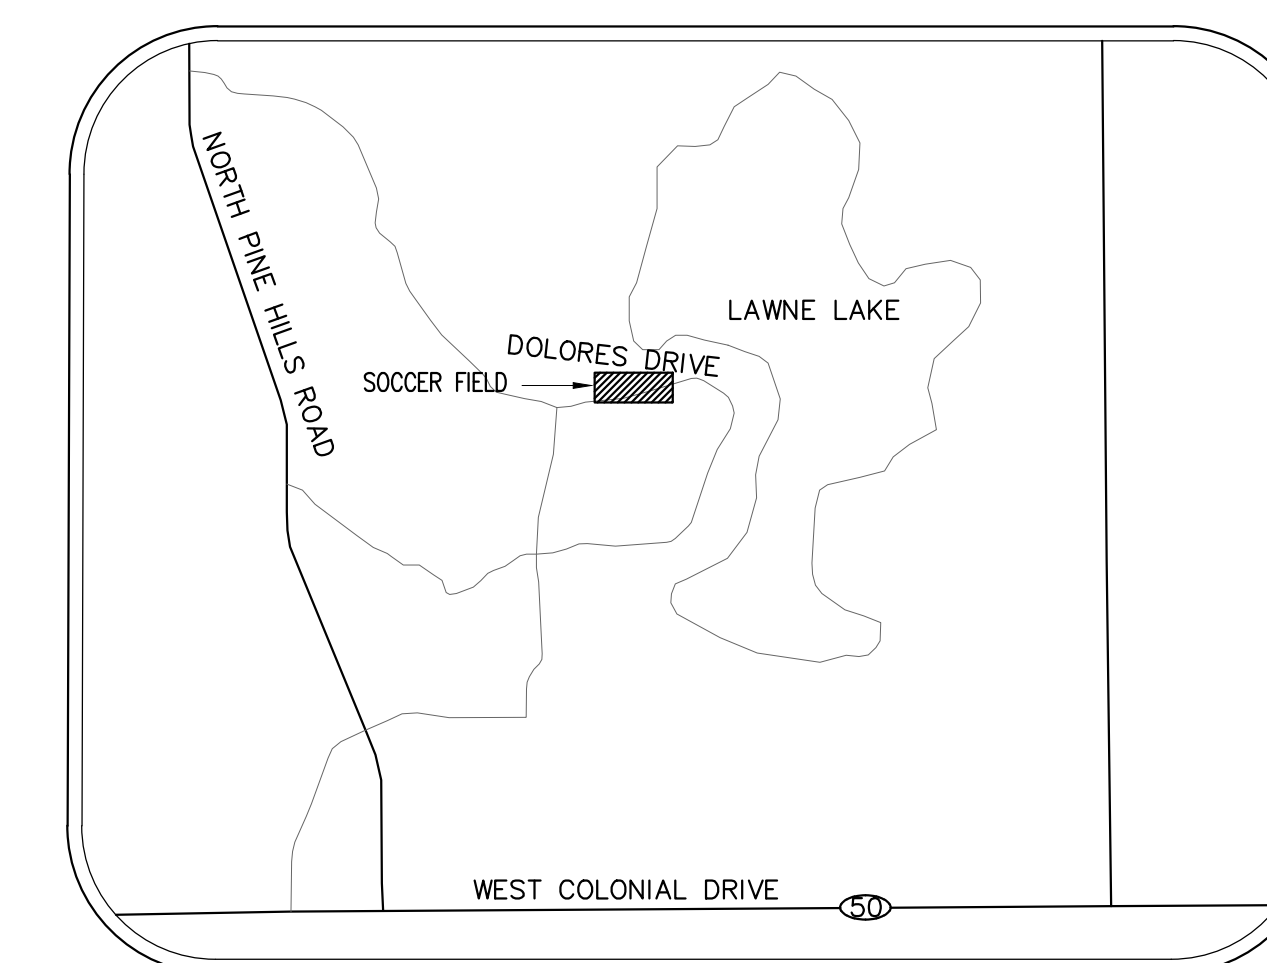 NORTH PINE HILLS ROAD
LAWNE LAKE
DOLORES DRIVE
SOCCER FIELD
WEST COLONIAL DRIVE
50